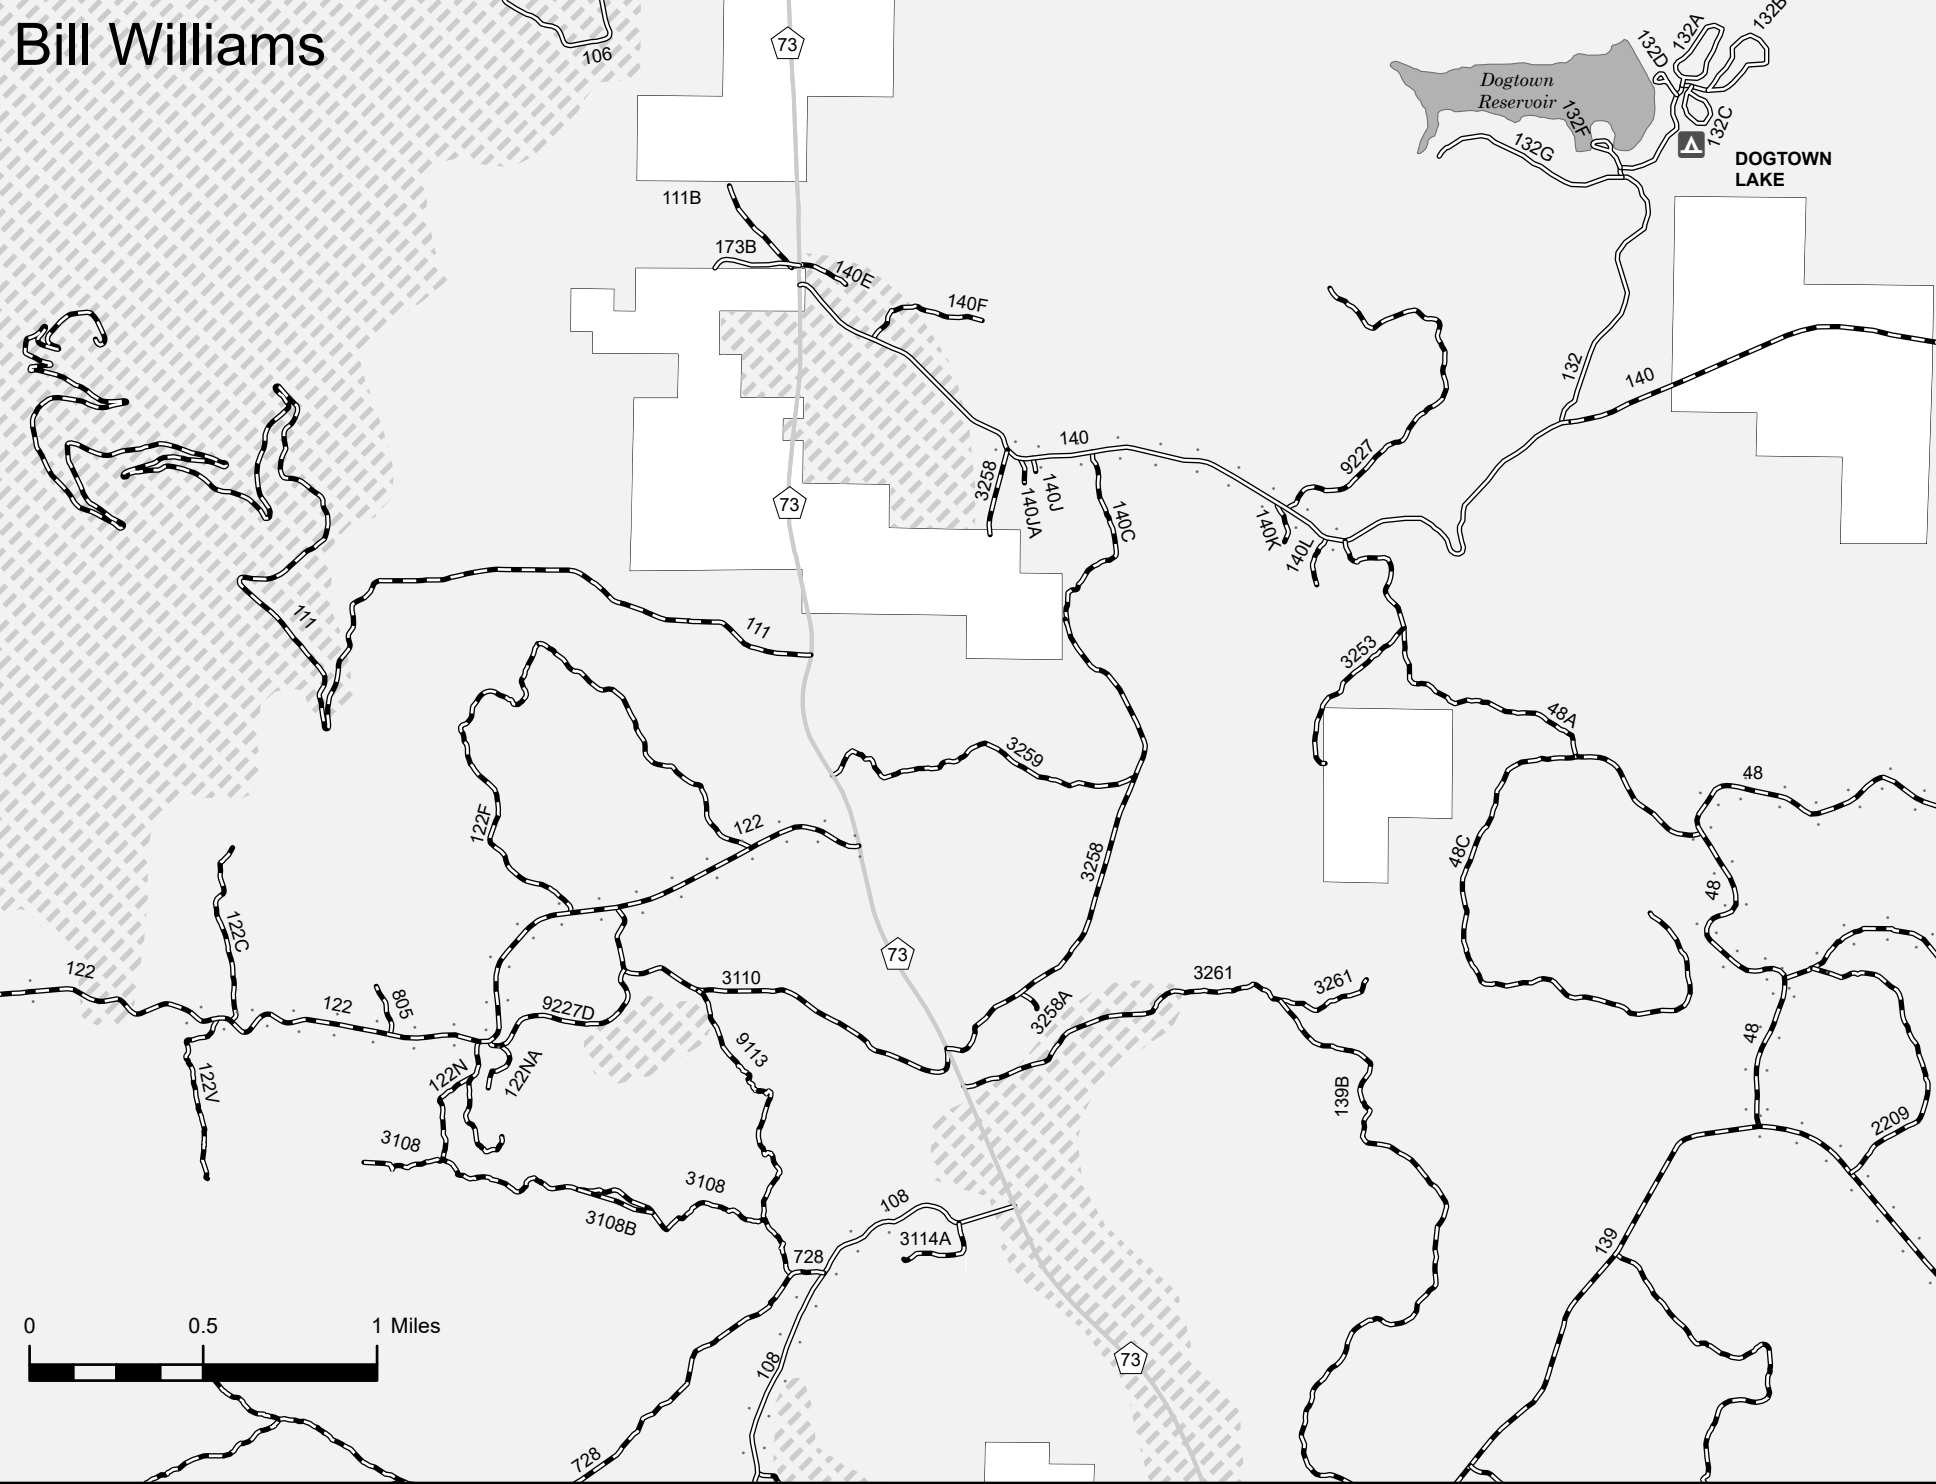 Bill Williams
106
73
132A
132B
132D
Dogtown
Reservoir
132F
132C
132G
DOGTOWN
LAKE
111B
173B
140E
140F
132
140
140
9227
3258
140J
140JA
140C
73
140K
140L
111
111
3253
48A
3259
48
122F
122
3258
48C
48
122C
73
122
3261
3261
3110
805
122
9227D
3258A
48
9113
122N
122NA
122V
139B
2209
3108
3108
108
3108B
3114A
139
728
0
0.5
1 Miles
73
108
728